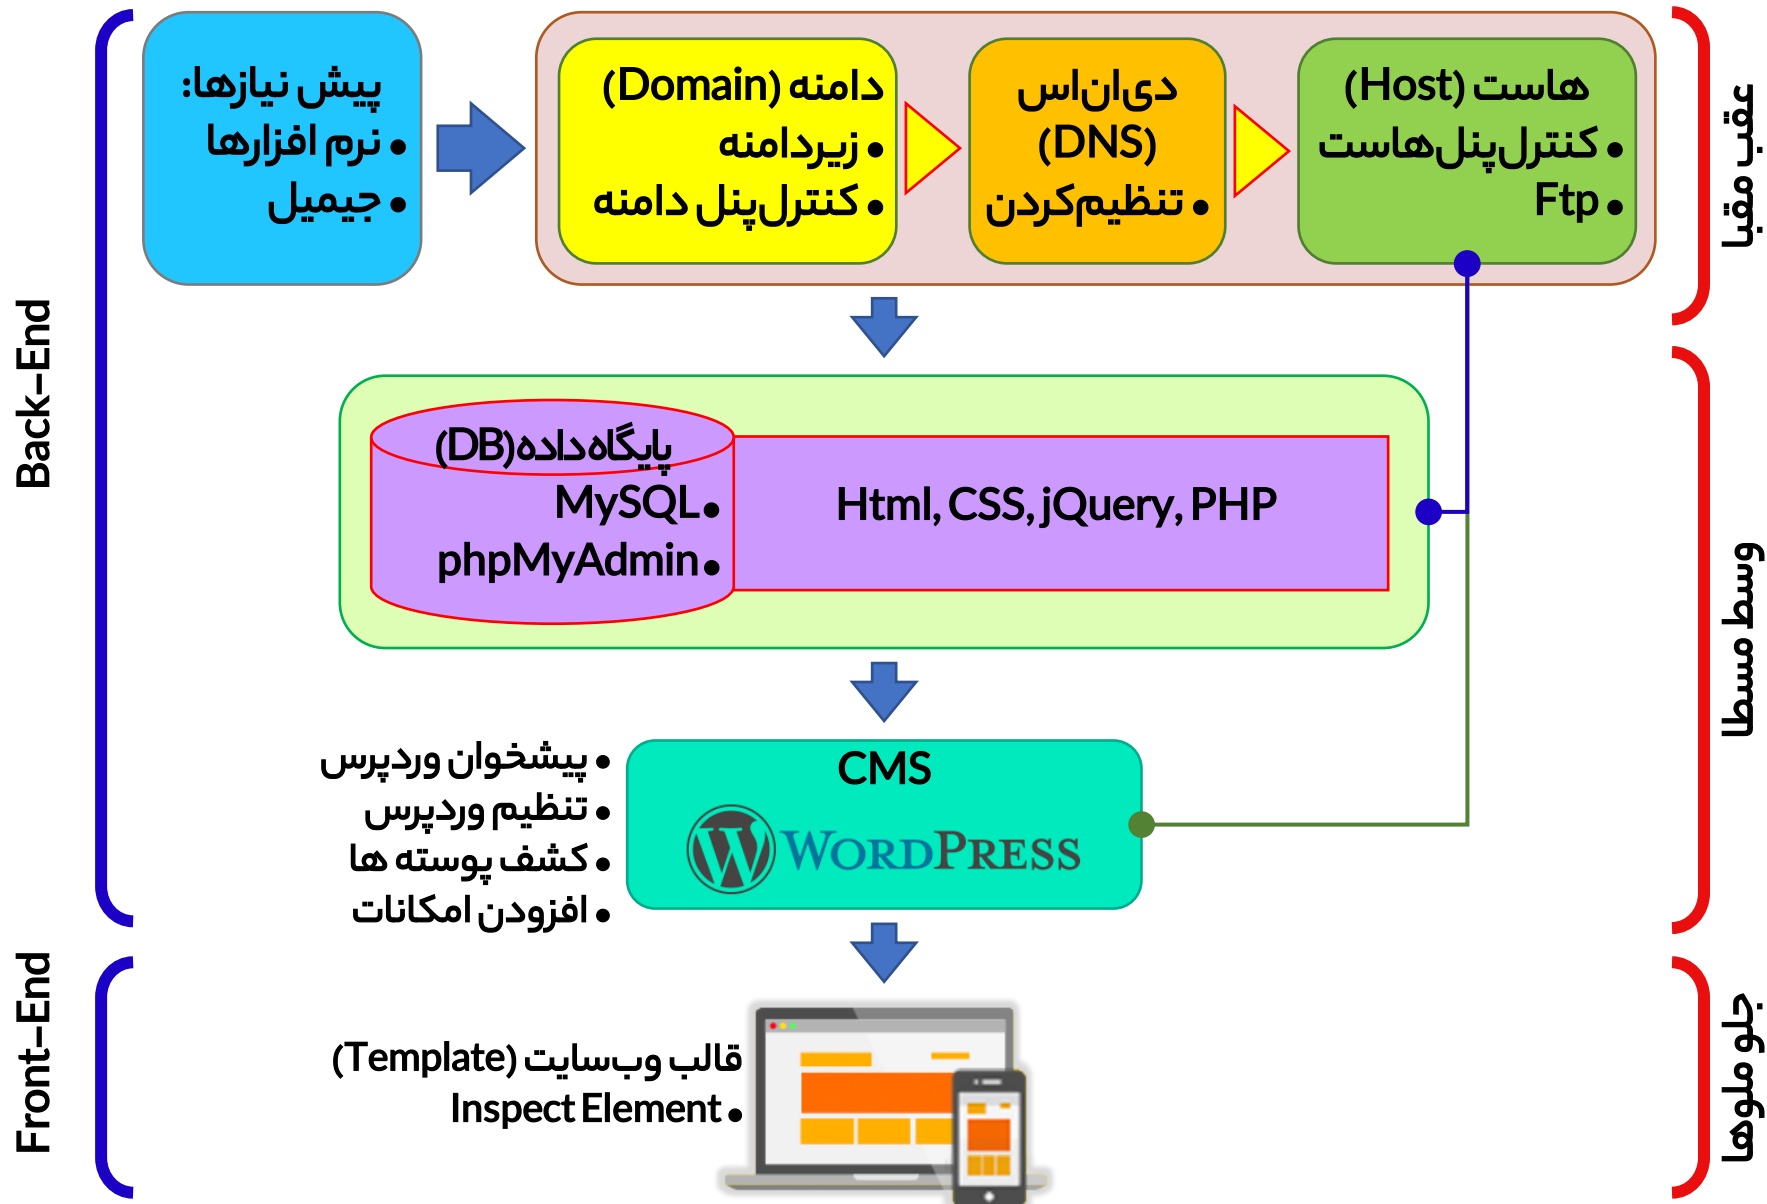 پیش نیازها:
• نرم افزارها
• جیمیل
دامنه (Domain)
• زیردامنه
• کنترل‌پنل دامنه
دی‌ان‌اس
(DNS)
• تنظیم‌کردن
هاست (Host)
• کنترل‌پنل‌هاست
• Ftp
عقب مقبا
Back-End
پایگاه‌داده(DB)
•MySQL
•phpMyAdmin
Html, CSS, jQuery, PHP
وسط مسطا
CMS
WORDPRESS
• پیشخوان وردپرس
• تنظیم وردپرس
• کشف پوسته ها
• افزودن امکانات
Front-End
قالب وب‌سایت (Template)
• Inspect Element
جلو ملوها